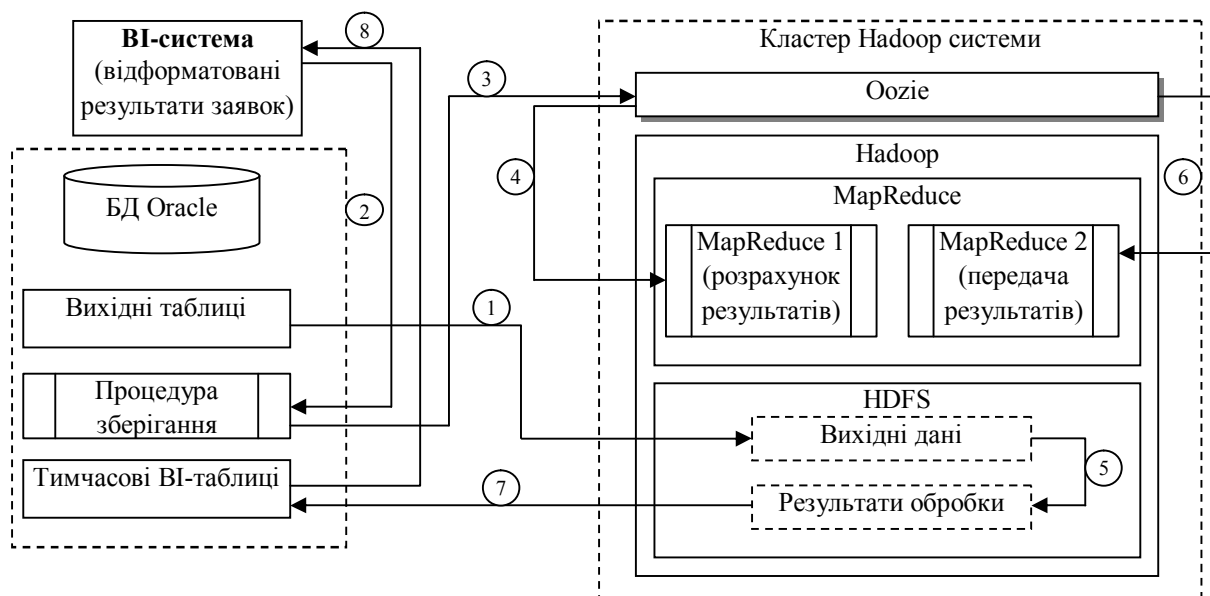 ВІ-система
(відформатовані
результати заявок)
8
3
Кластер Hadoop системи
Oozie
БД Oracle
2
4
Hadoop
6
MapReduce
MapReduce 1
(розрахунок
результатів)
MapReduce 2
(передача
результатів)
Вихідні таблиці
1
Процедура
зберігання
HDFS
Вихідні дані
5
Тимчасові ВІ-таблиці
7
Результати обробки